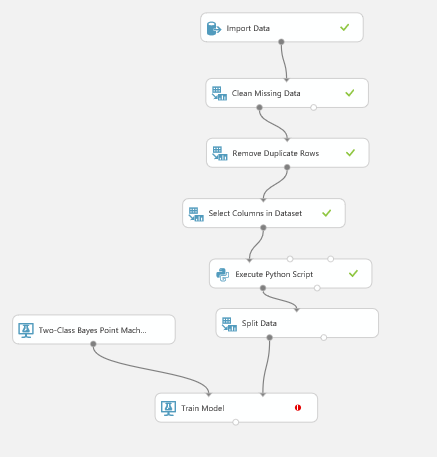 Import Data
Clean Missing Data
Remove Duplicate Rows
Select Columns in Dataset
Execute Python Script
Split Data
Two-Class Bayes Point Mach...
Train Model